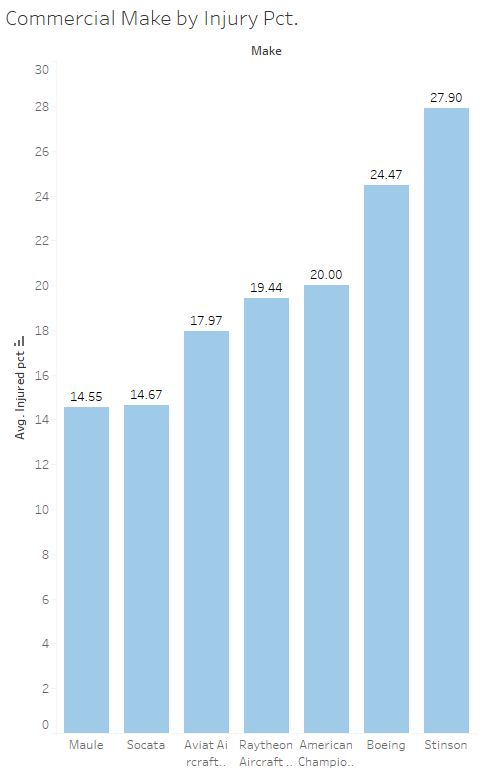 Commercial Make by Injury Pct.
Make
Avg. Injured pct
30
28
26
24
22
20
18
16
14
12
10
8
6
4
2
0
14.55
14.67
17.97
19.44
20.00
24.47
27.90
Maule
Socata
Aviat Ai
rcraft..
Raytheon
Aircraft ..
American
Champio..
Boeing
Stinson